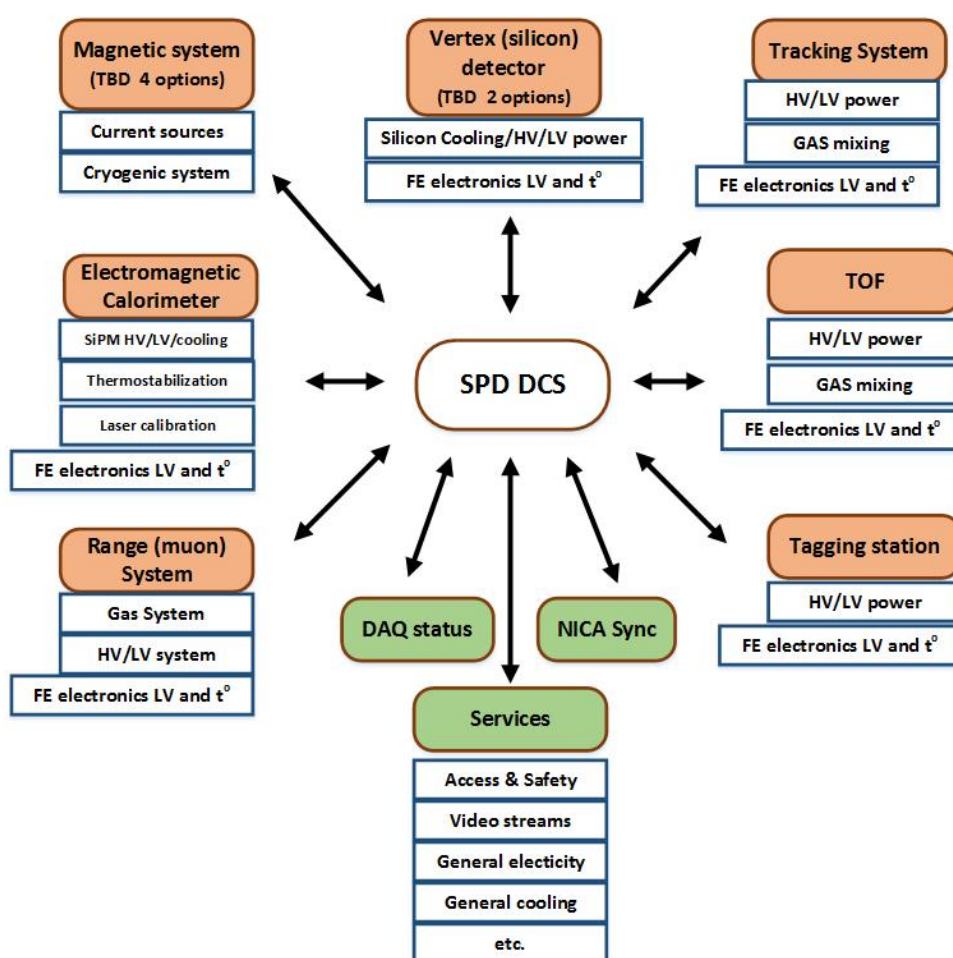 Magnetic system
(TBD 4 options)
Current sources
Cryogenic system
Vertex (silicon)
detector
(TBD 2 options)
Silicon Cooling/HV/LV power
FE electronics LV and t°
Tracking System
HV/LV power
GAS mixing
FE electronics LV and t°
Electromagnetic
Calorimeter
SiPM HV/LV/cooling
Thermostabilization
Laser calibration
FE electronics LV and t°
SPD DCS
TOF
HV/LV power
GAS mixing
FE electronics LV and t°
Range (muon)
System
Gas System
HV/LV system
FE electronics LV and t°
DAQ status
NICA Sync
Tagging station
HV/LV power
FE electronics LV and t°
Services
Access & Safety
Video streams
General electicity
General cooling
etc.